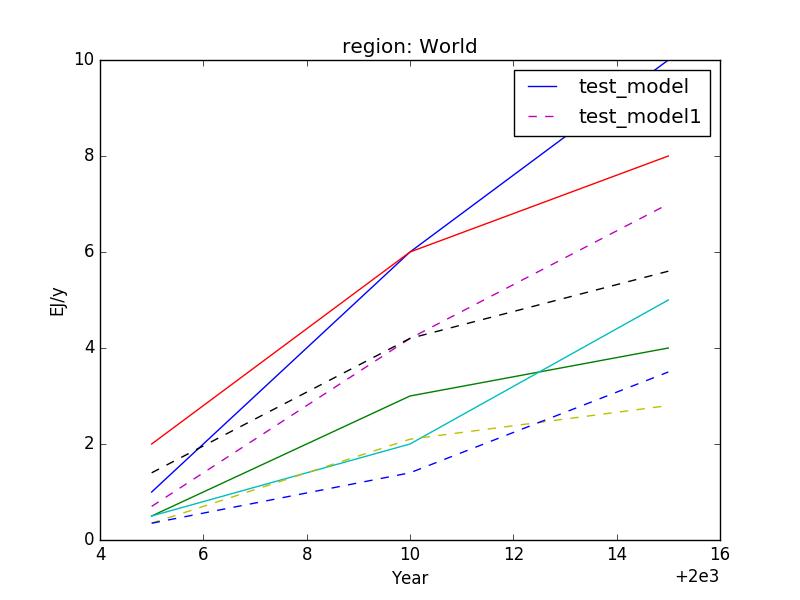 region: World
10
8
6
4
2
0
EJ/y
test_model
test_model1
4
6
8
10
12
14
16
Year
+2e3